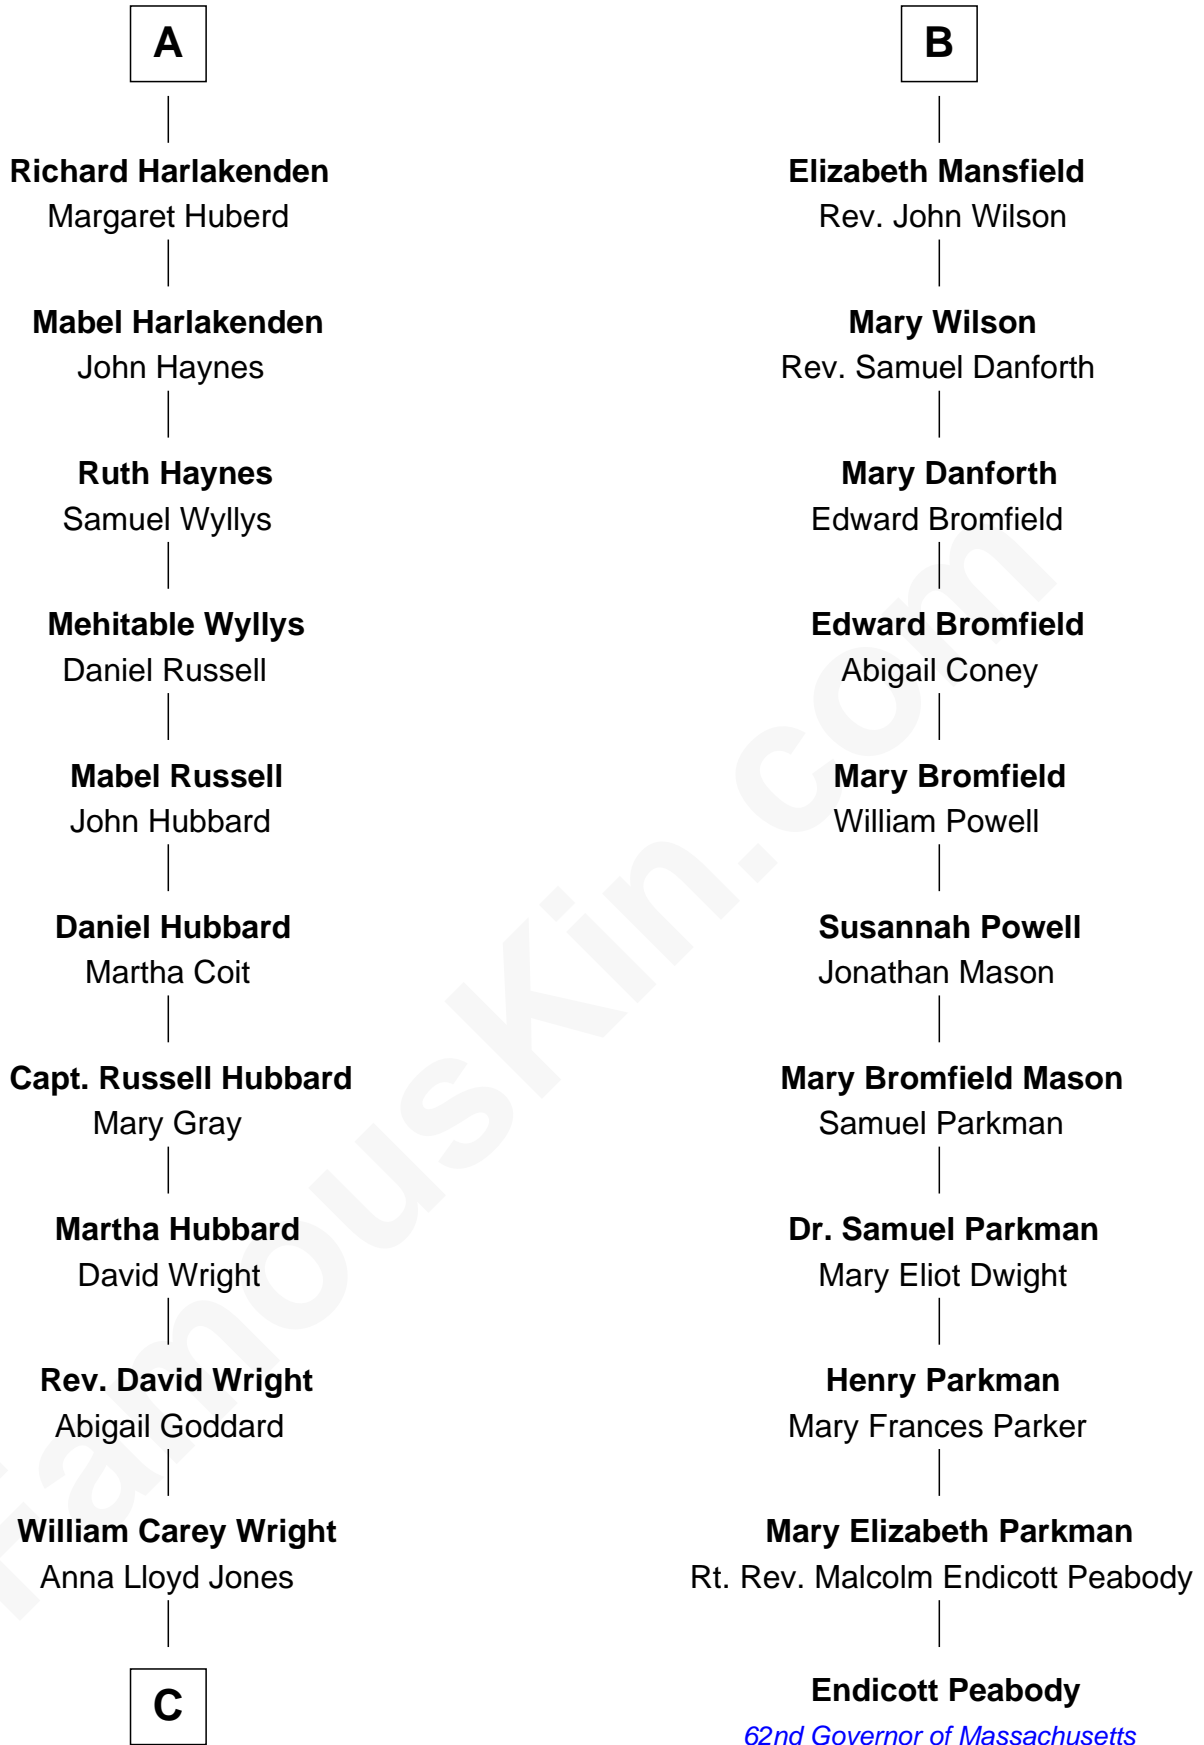 A
Richard Harlakenden
Margaret Huberd
Mabel Harlakenden
John Haynes
Ruth Haynes
Samuel Wyllys
Mehitable Wyllys
Daniel Russell
Mabel Russell
John Hubbard
Daniel Hubbard
Martha Coit
Capt. Russell Hubbard
Mary Gray
Martha Hubbard
David Wright
Rev. David Wright
Abigail Goddard
William Carey Wright
Anna Lloyd Jones
C
B
Elizabeth Mansfield
Rev. John Wilson
Mary Wilson
Rev. Samuel Danforth
Mary Danforth
Edward Bromfield
Edward Bromfield
Abigail Coney
Mary Bromfield
William Powell
Susannah Powell
Jonathan Mason
Mary Bromfield Mason
Samuel Parkman
Dr. Samuel Parkman
Mary Eliot Dwight
Henry Parkman
Mary Frances Parker
Mary Elizabeth Parkman
Rt. Rev. Malcolm Endicott Peabody
Endicott Peabody
62nd Governor of Massachusetts
FamousKin.com